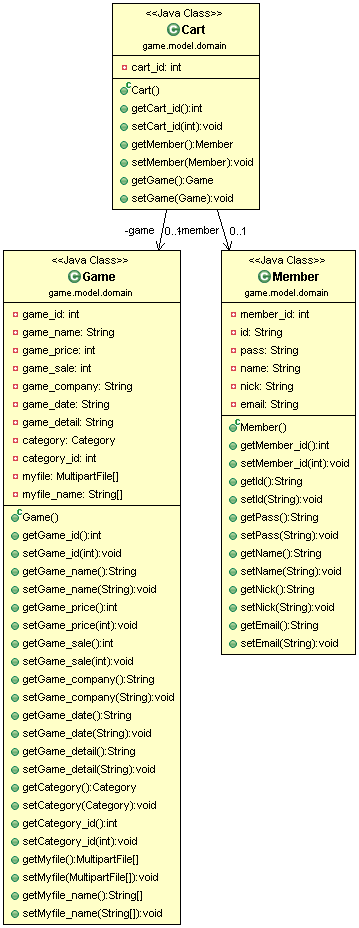 <<Java Class>>
Cart
game.model.domain
cart_id: int
Cart()
getCart_id():int
setCart_id(int):void
getMember():Member
setMember(Member):void
getGame():Game
setGame(Game):void
-game 0..1
-member 0..1
<<Java Class>>
Game
game.model.domain
game_id: int
game_name: String
game_price: int
game_sale: int
game_company: String
game_date: String
game_detail: String
category: Category
category_id: int
myfile: MultipartFile[]
myfile_name: String[]
Game()
getGame_id():int
setGame_id(int):void
getGame_name():String
setGame_name(String):void
getGame_price():int
setGame_price(int):void
getGame_sale():int
setGame_sale(int):void
getGame_company():String
setGame_company(String):void
getGame_date():String
setGame_date(String):void
getGame_detail():String
setGame_detail(String):void
getCategory():Category
setCategory(Category):void
getCategory_id():int
setCategory_id(int):void
getMyfile():MultipartFile[]
setMyfile(MultipartFile[]):void
getMyfile_name():String[]
setMyfile_name(String[]):void
<<Java Class>>
Member
game.model.domain
member_id: int
id: String
pass: String
name: String
nick: String
email: String
Member()
getMember_id():int
setMember_id(int):void
getId():String
setId(String):void
getPass():String
setPass(String):void
getName():String
setName(String):void
getNick():String
setNick(String):void
getEmail():String
setEmail(String):void